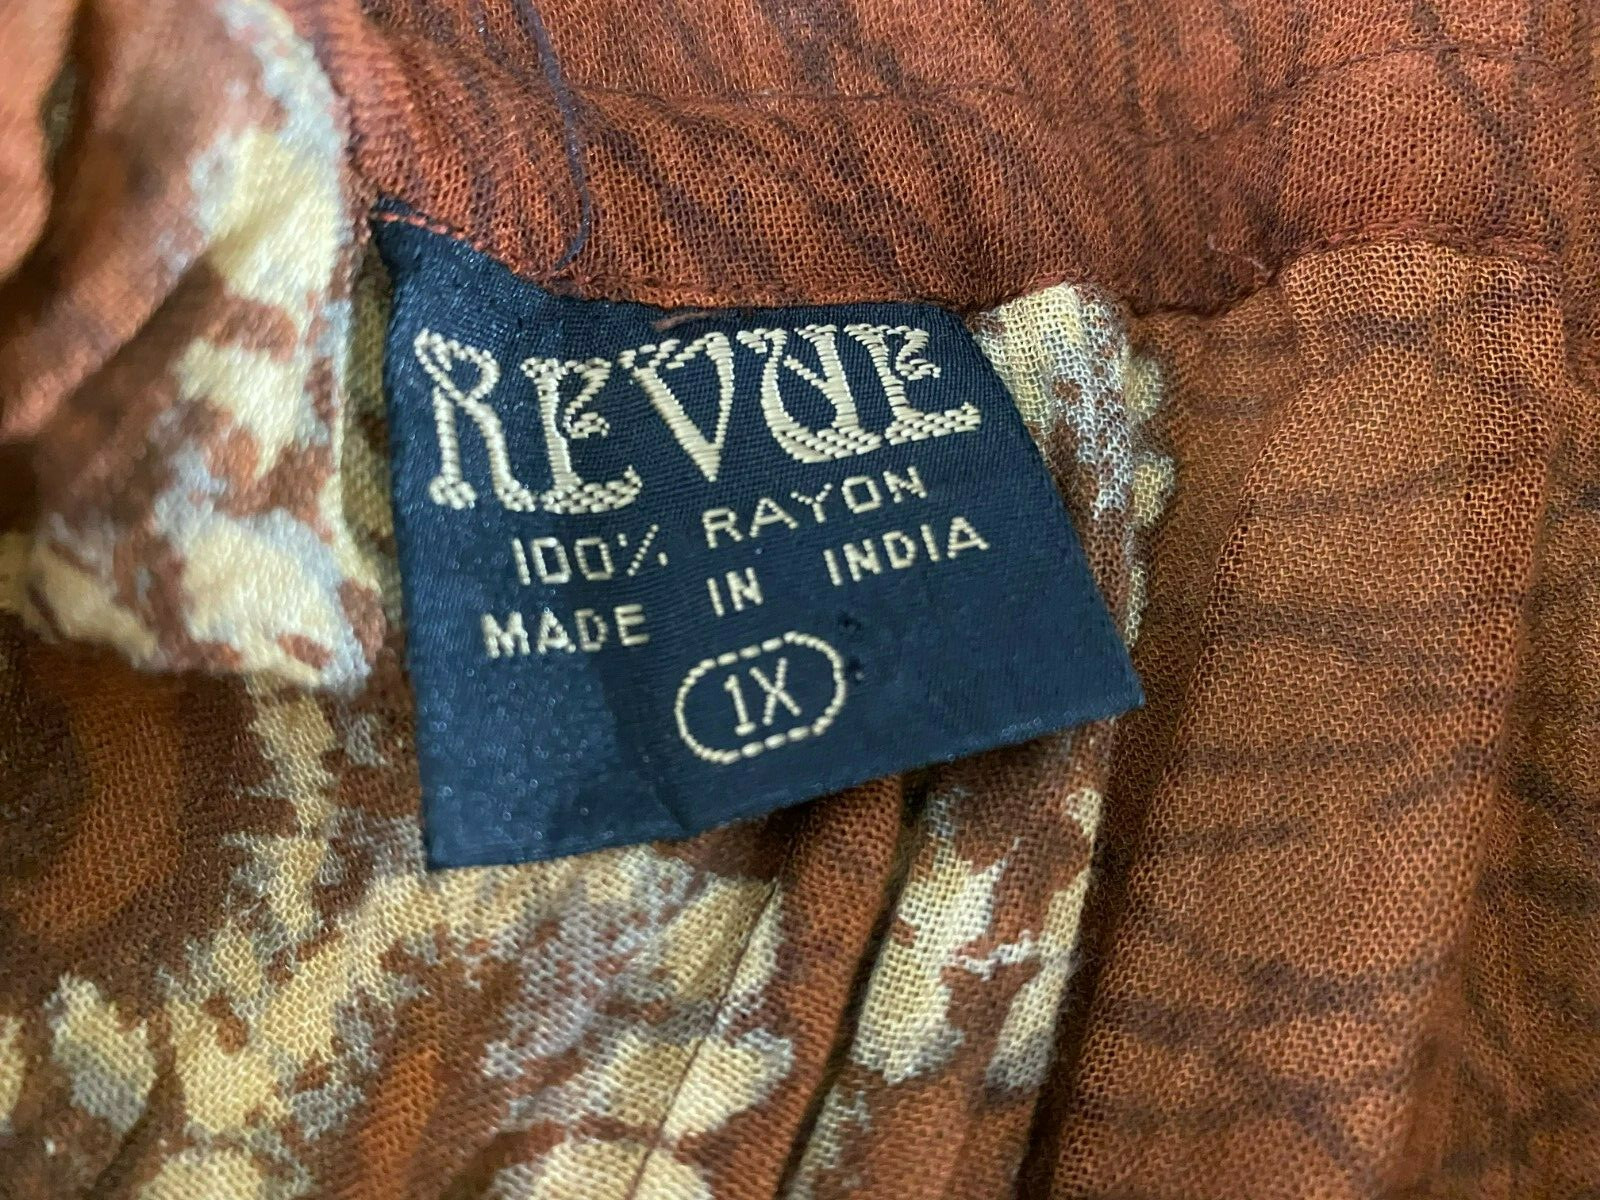 REVUE
100% RAYON
MADE IN INDIA
1X